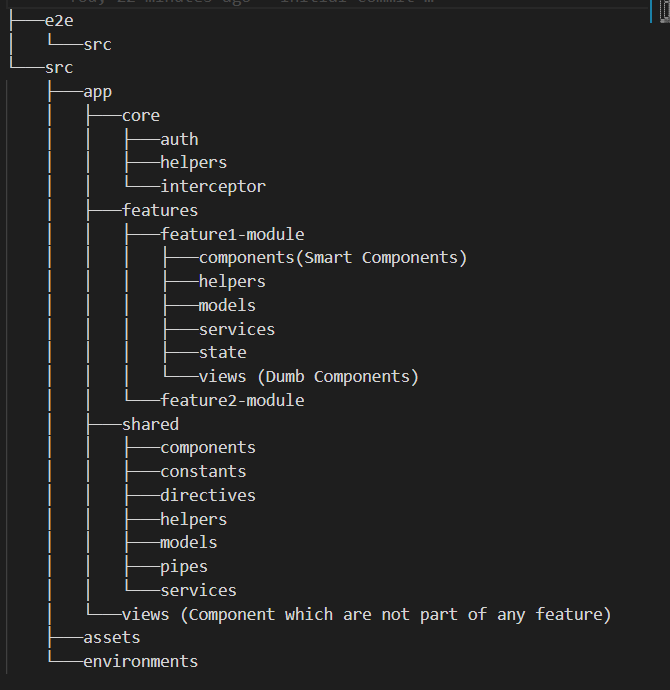 You, 22 minutes ago • Initial commit …
├───e2e
│   └───src
└───src
    ├───app
    │   ├───core
    │   │   ├───auth
    │   │   ├───helpers
    │   │   └───interceptor
    │   ├───features
    │   │   ├───feature1-module
    │   │   │   ├───components(Smart Components)
    │   │   │   ├───helpers
    │   │   │   ├───models
    │   │   │   ├───services
    │   │   │   ├───state
    │   │   │   └───views (Dumb Components)
    │   │   └───feature2-module
    │   ├───shared
    │   │   ├───components
    │   │   ├───constants
    │   │   ├───directives
    │   │   ├───helpers
    │   │   ├───models
    │   │   ├───pipes
    │   │   └───services
    │   └───views (Component which are not part of any feature)
    ├───assets
    └───environments